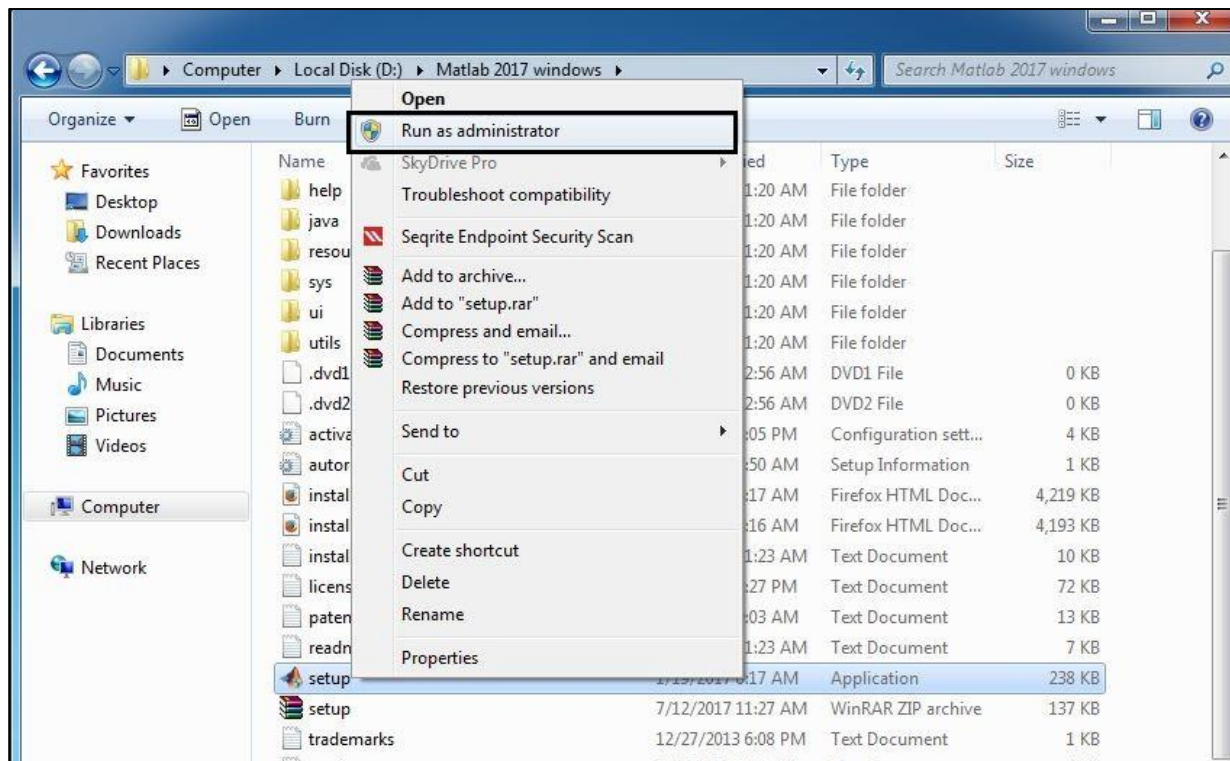 Computer Local Disk (D:) Matlab 2017 windows Search Matlab 2017 windows
Organize Open Burn
Favorites
Desktop
Downloads
Recent Places
Libraries
Documents
Music
Pictures
Videos
Computer
Network
Open
Run as administrator
SkyDrive Pro
Troubleshoot compatibility
Seqrite Endpoint Security Scan
Add to archive...
Add to "setup.rar"
Compress and email...
Compress to "setup.rar" and email
Restore previous versions
Send to
Cut
Copy
Create shortcut
Delete
Rename
Properties
Name Type Size
help 1:20 AM File folder
java 1:20 AM File folder
resou 1:20 AM File folder
sys 1:20 AM File folder
ui 1:20 AM File folder
utils 1:20 AM File folder
.dvd1 2:56 AM DVD1 File 0 KB
.dvd2 2:56 AM DVD2 File 0 KB
activa :05 PM Configuration sett... 4 KB
autor :50 AM Setup Information 1 KB
instal :17 AM Firefox HTML Doc... 4,219 KB
instal :16 AM Firefox HTML Doc... 4,193 KB
instal 1:23 AM Text Document 10 KB
licens :27 PM Text Document 72 KB
paten :03 AM Text Document 13 KB
readn 1:23 AM Text Document 7 KB
setup :17 AM Application 238 KB
setup 7/12/2017 11:27 AM WinRAR ZIP archive 137 KB
trademarks 12/27/2013 6:08 PM Text Document 1 KB